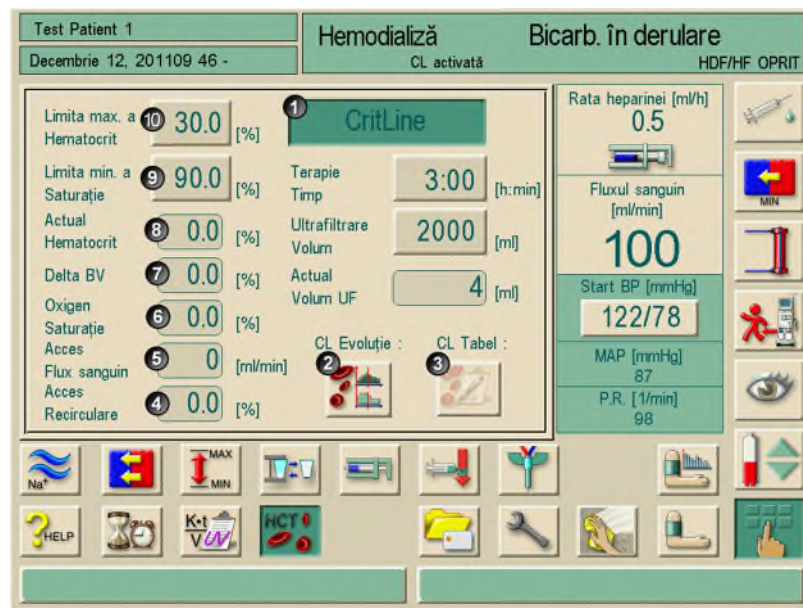 Test Patient 1
Decembrie 12, 201109 46 -
Hemodializă
Bicarb. în derulare
CL activată
HDF/HF OPRIT
Limita max. a
Hematocrit
10
30.0
[%]
Limita min. a
Saturație
9
90.0
[%]
Actual
Hematocrit
8
0.0
[%]
Delta BV
7
0.0
[%]
Oxigen
Saturație
6
0.0
[%]
Acces
Flux sanguin
5
0
[ml/min]
Acces
Recirculare
4
0.0
[%]
1
CritLine
Terapie
Timp
3:00
[h:min]
Ultrafiltrare
Volum
2000
[ml]
Actual
Volum UF
4
[ml]
CL Evoluție :
2
CL Tabel :
3
Rata heparinei [ml/h]
0.5
Fluxul sanguin
[ml/min]
100
Start BP [mmHg]
122/78
MAP [mmHg]
87
P.R. [1/min]
98
MIN
Na+
MAX
MIN
HELP
K•t
V
UV
HCT